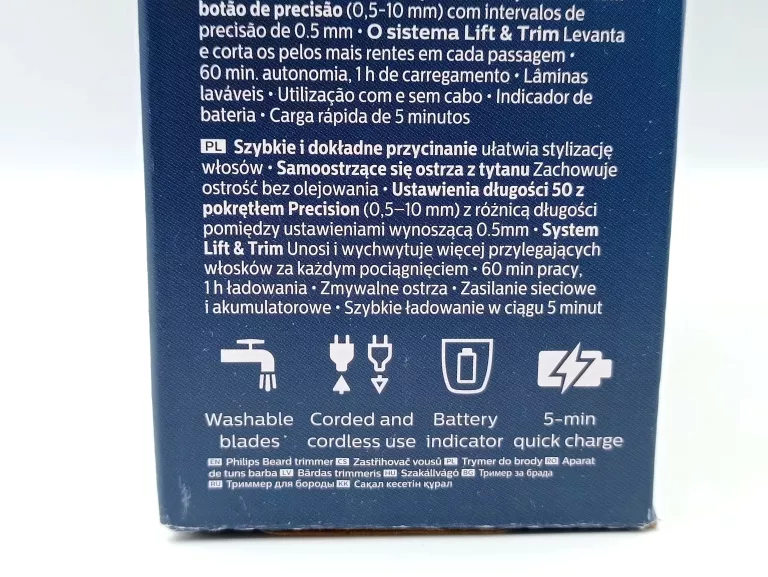 botão de precisão (0,5-10 mm) com intervalos de
precisão de 0.5 mm • O sistema Lift & Trim Levanta
e corta os pelos mais rentes em cada passagem •
60 min. autonomia, 1 h de carregamento • Lâminas
laváveis • Utilização com e sem cabo • Indicador de
bateria • Carga rápida de 5 minutos
PL Szybkie i dokładne przycinanie ułatwia stylizację
włosów • Samoostrzące się ostrza z tytanu Zachowuje
ostrość bez olejowania • Ustawienia długości 50 z
pokrętłem Precision (0,5–10 mm) z różnicą długości
pomiędzy ustawieniami wynoszącą 0.5mm • System
Lift & Trim Unosi i wychwytuje więcej przylegających
włosków za każdym pociągnięciem • 60 min pracy,
1 h ładowania • Zmywalne ostrza • Zasilanie sieciowe
i akumulatorowe • Szybkie ładowanie w ciągu 5 minut
Washable blades
Corded and cordless use
Battery indicator
5-min quick charge
EN Philips Beard trimmer CS Zastřihovač vousů PL Trymer do brody RO Aparat
de tuns barba LV Bārdas trimmeris HU Szakállvágó BG Тример за брада
RU Триммер для бороды KK Сақал кесетін құрал